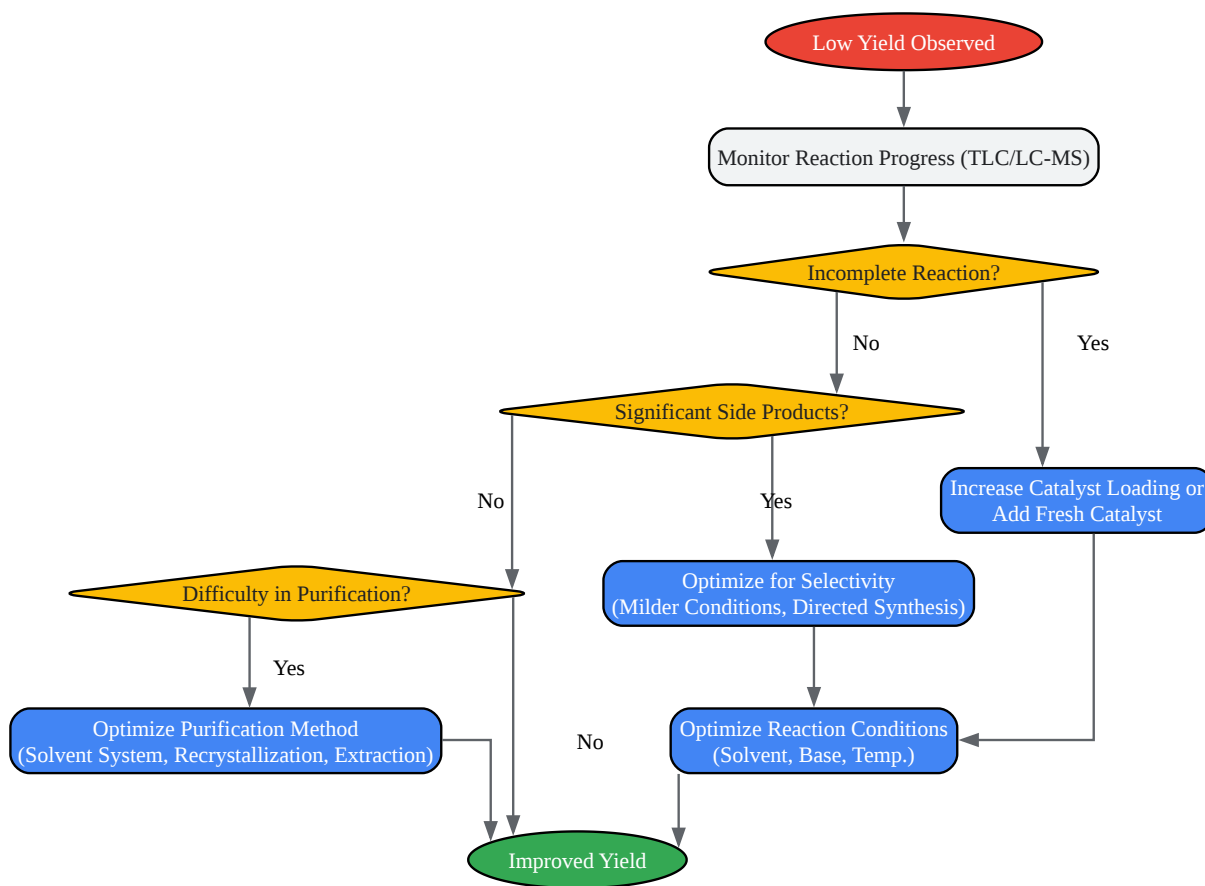 Low Yield Observed
Monitor Reaction Progress (TLC/LC-MS)
Incomplete Reaction?
No
Yes
Significant Side Products?
No
Yes
Increase Catalyst Loading or
Add Fresh Catalyst
Difficulty in Purification?
Optimize for Selectivity
(Milder Conditions, Directed Synthesis)
Yes
Optimize Purification Method
(Solvent System, Recrystallization, Extraction)
No
Optimize Reaction Conditions
(Solvent, Base, Temp.)
Improved Yield